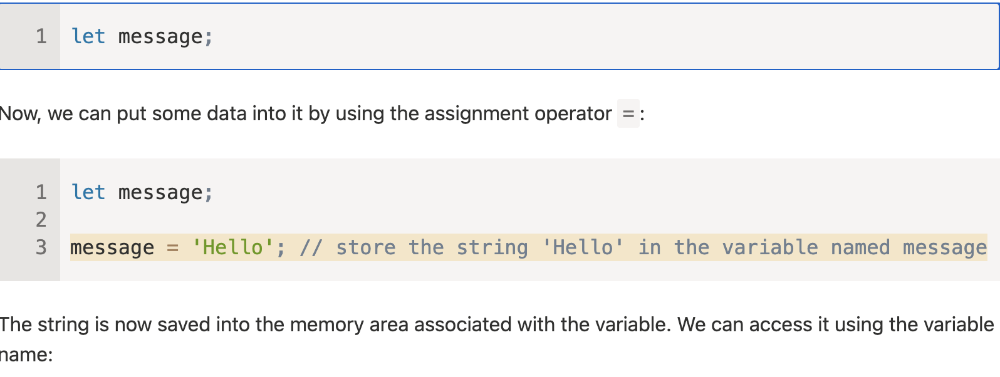 1 let message;
Now, we can put some data into it by using the assignment operator =:
1 let message;
2
3 message = 'Hello'; // store the string 'Hello' in the variable named message
The string is now saved into the memory area associated with the variable. We can access it using the variable
name: